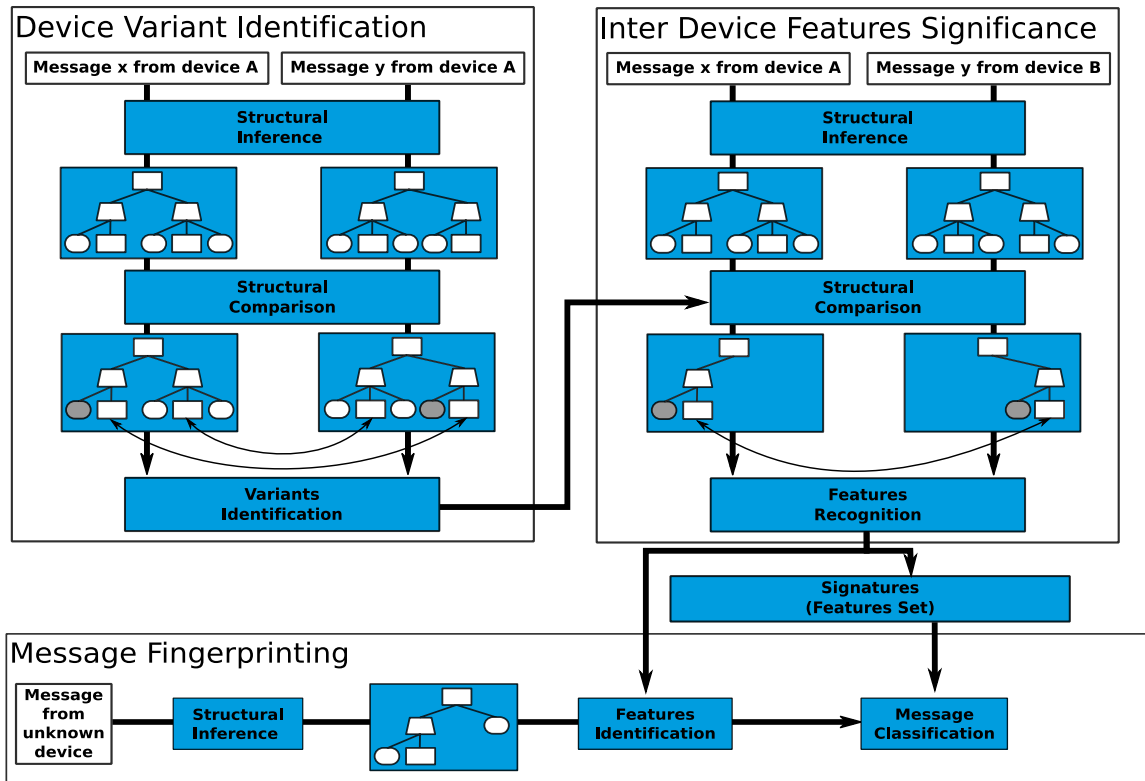 Device Variant Identification
Message x from device A
Message y from device A
Structural
Inference
Structural
Comparison
Variants
Identification
Inter Device Features Significance
Message x from device A
Message y from device B
Structural
Inference
Structural
Comparison
Features
Recognition
Signatures
(Features Set)
Message Fingerprinting
Message
from
unknown
device
Structural
Inference
Features
Identification
Message
Classification